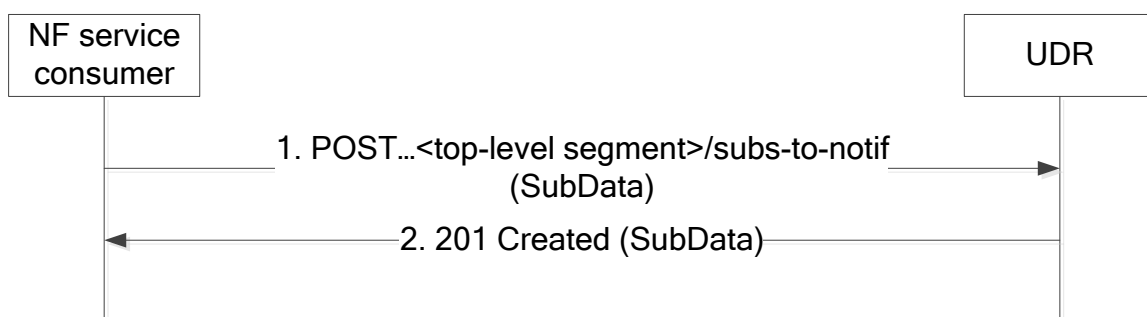 NF service
consumer
UDR
1. POST…<top-level segment>/subs-to-notif
(SubData)
2. 201 Created (SubData)